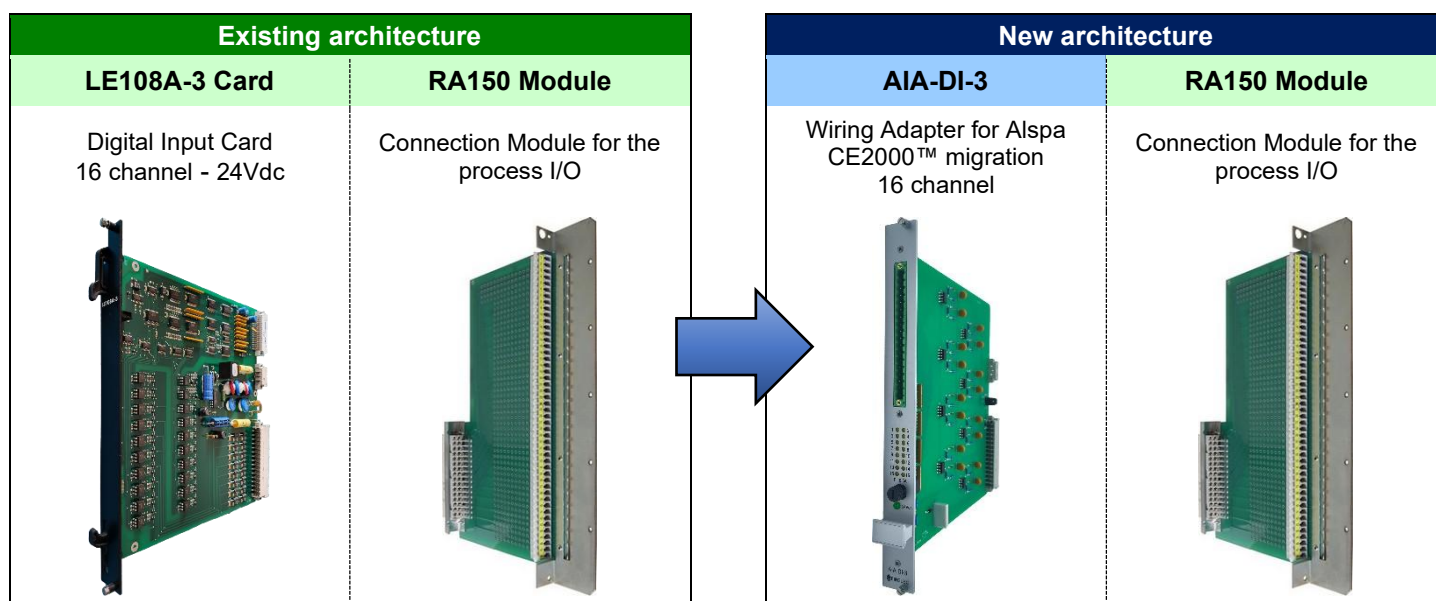 Existing architecture
New architecture
LE108A-3 Card
RA150 Module
AIA-DI-3
RA150 Module
Digital Input Card
16 channel - 24Vdc
Connection Module for the
process I/O
Wiring Adapter for Alspa
CE2000™ migration
16 channel
Connection Module for the
process I/O
LE108A-3